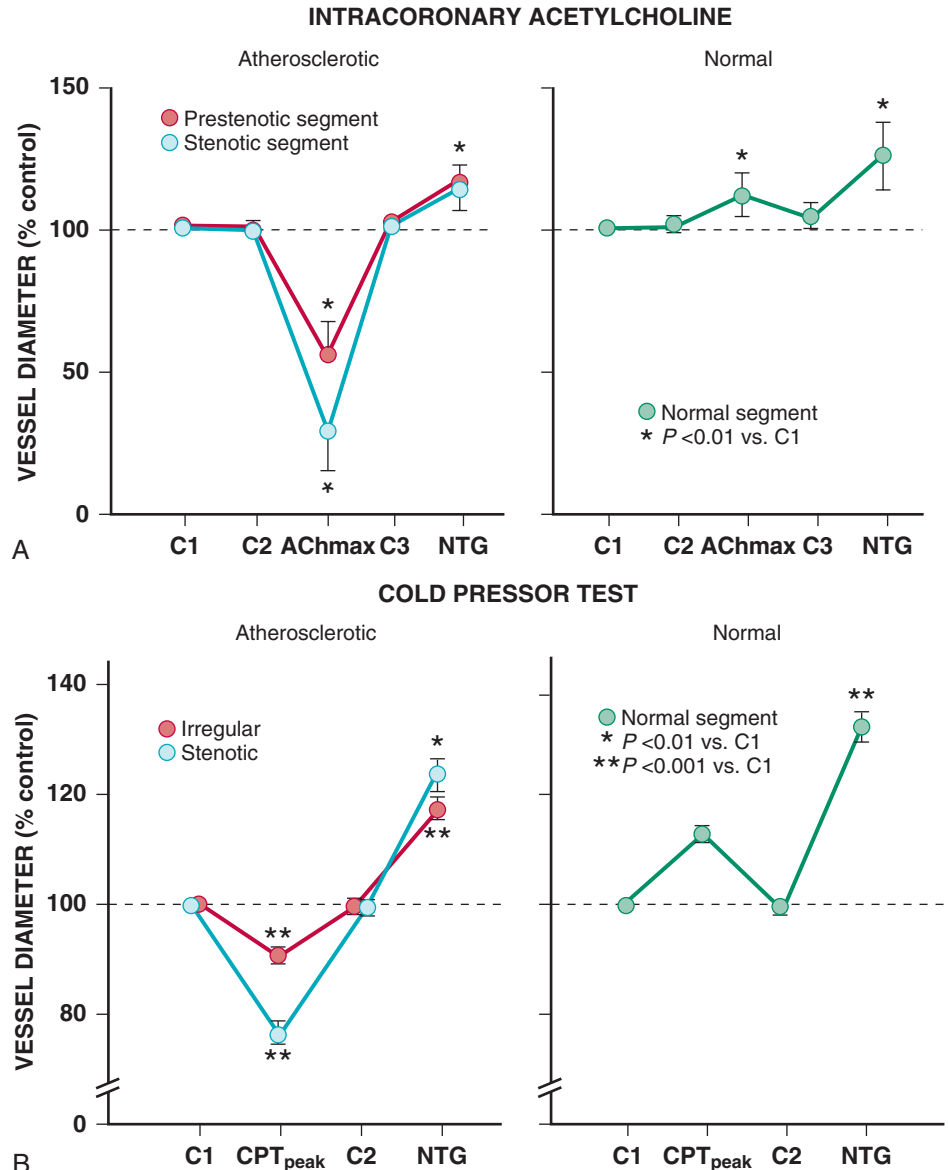 INTRACORONARY ACETYLCHOLINE
Atherosclerotic
Normal
VESSEL DIAMETER (% control)
150
100
50
0
Prestenotic segment
Stenotic segment
*
*
*
*
*
Normal segment
* P <0.01 vs. C1
A
C1 C2 AChmax C3 NTG
C1 C2 AChmax C3 NTG
COLD PRESSOR TEST
Atherosclerotic
Normal
VESSEL DIAMETER (% control)
140
120
100
80
0
Irregular
Stenotic
*
**
**
**
**
Normal segment
* P <0.01 vs. C1
**P <0.001 vs. C1
B
C1 CPTpeak C2 NTG
C1 CPTpeak C2 NTG